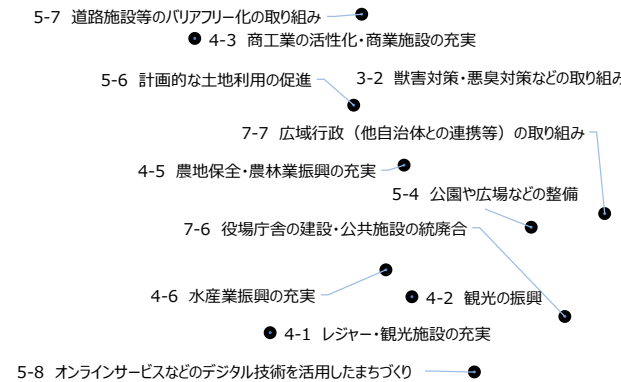 5-7 道路施設等のバリアフリー化の取り組み
4-3 商工業の活性化・商業施設の充実
5-6 計画的な土地利用の促進
3-2 獣害対策・悪臭対策などの取り組み
7-7 広域行政（他自治体との連携等）の取り組み
4-5 農地保全・農林業振興の充実
5-4 公園や広場などの整備
7-6 役場庁舎の建設・公共施設の統廃合
4-6 水産業振興の充実
4-2 観光の振興
4-1 レジャー・観光施設の充実
5-8 オンラインサービスなどのデジタル技術を活用したまちづくり